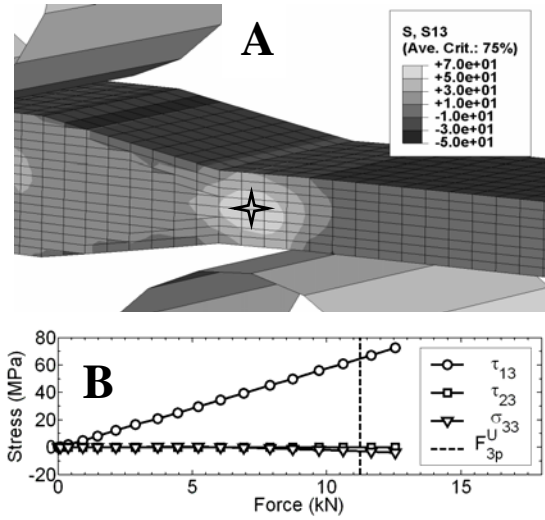 A
S, S13
(Ave. Crit.: 75%)
+7.0e+01
+5.0e+01
+3.0e+01
+1.0e+01
-1.0e+01
-3.0e+01
-5.0e+01
B
Stress (MPa)
80
60
40
20
0
-20
0
5
10
15
Force (kN)
τ13
τ23
σ33
F3pU